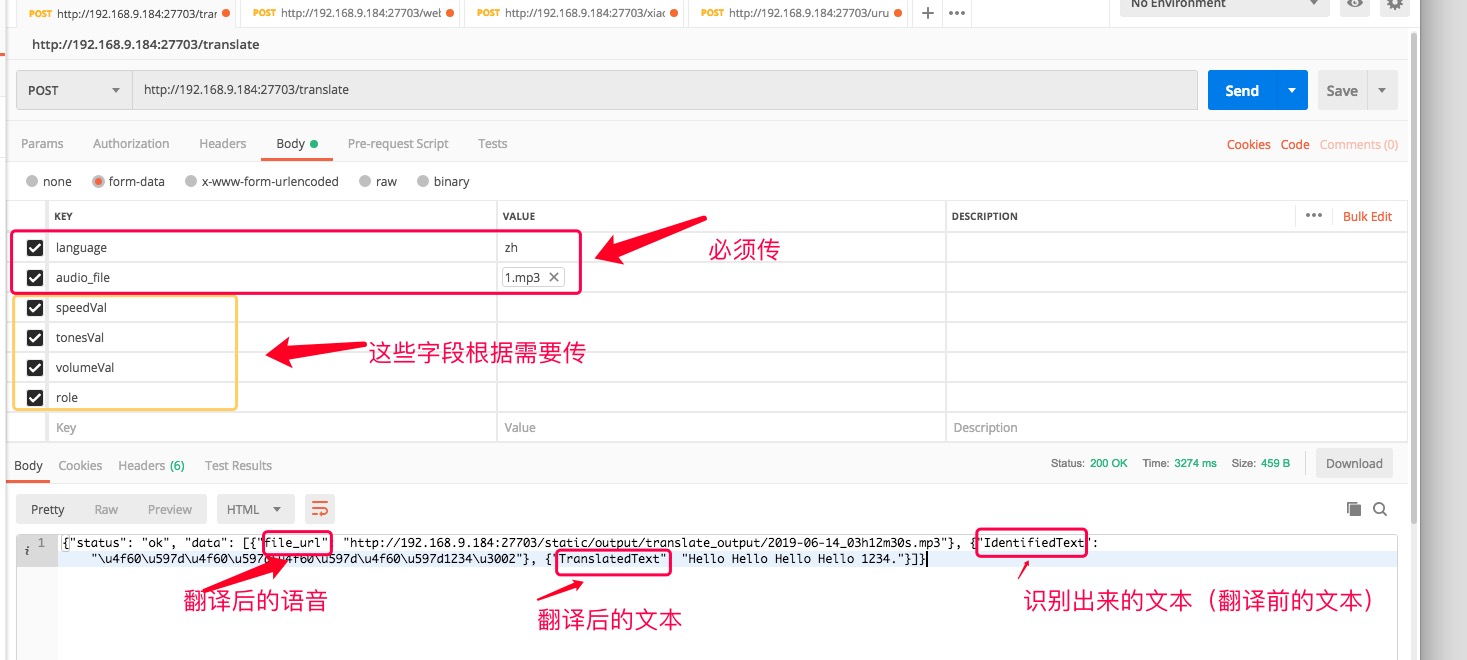 POST http://192.168.9.184:27703/tran POST http://192.168.9.184:27703/wel POST http://192.168.9.184:27703/xiao POST http://192.168.9.184:27703/uru + ••• No Environment
http://192.168.9.184:27703/translate
POST http://192.168.9.184:27703/translate Send Save
Params Authorization Headers Body Pre-request Script Tests Cookies Code Comments (0)
none form-data x-www-form-urlencoded raw binary
KEY VALUE DESCRIPTION ••• Bulk Edit
language zh 必须传
audio_file 1.mp3 ✕
speedVal
tonesVal
这些字段根据需要传
volumeVal
role
Key Value Description
Body Cookies Headers (6) Test Results Status: 200 OK Time: 3274 ms Size: 459 B Download
Pretty Raw Preview HTML
i 1 {"status": "ok", "data": [{"file_url" "http://192.168.9.184:27703/static/output/translate_output/2019-06-14_03h12m30s.mp3"}, {"IdentifiedText":
"\u4f60\u597d\u4f60\u597d\u4f60\u597d\u4f60\u597d1234\u3002"}, {"TranslatedText" "Hello Hello Hello Hello 1234."}]}
翻译后的语音
翻译后的文本
识别出来的文本（翻译前的文本）